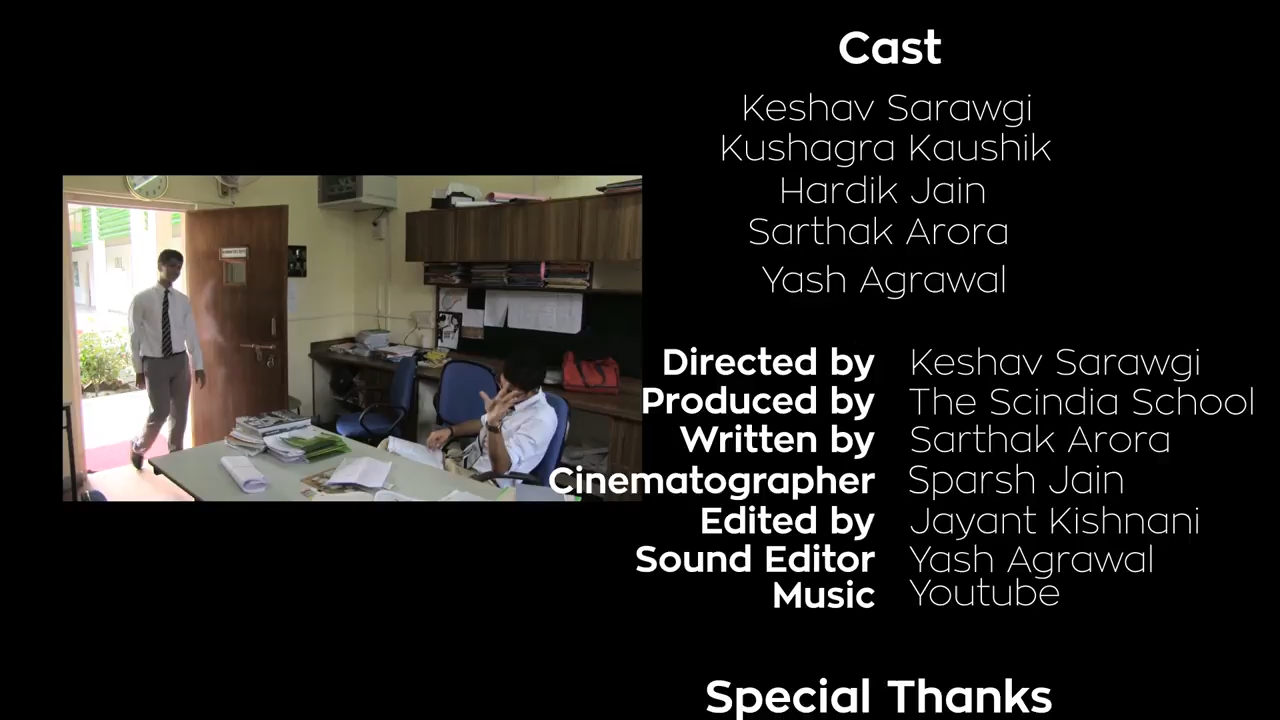 Cast
Keshav Sarawgi
Kushagra Kaushik
Hardik Jain
Sarthak Arora
Yash Agrawal
Directed by Keshav Sarawgi
Produced by The Scindia School
Written by Sarthak Arora
Cinematographer Sparsh Jain
Edited by Jayant Kishnani
Sound Editor Yash Agrawal
Music Youtube
Special Thanks